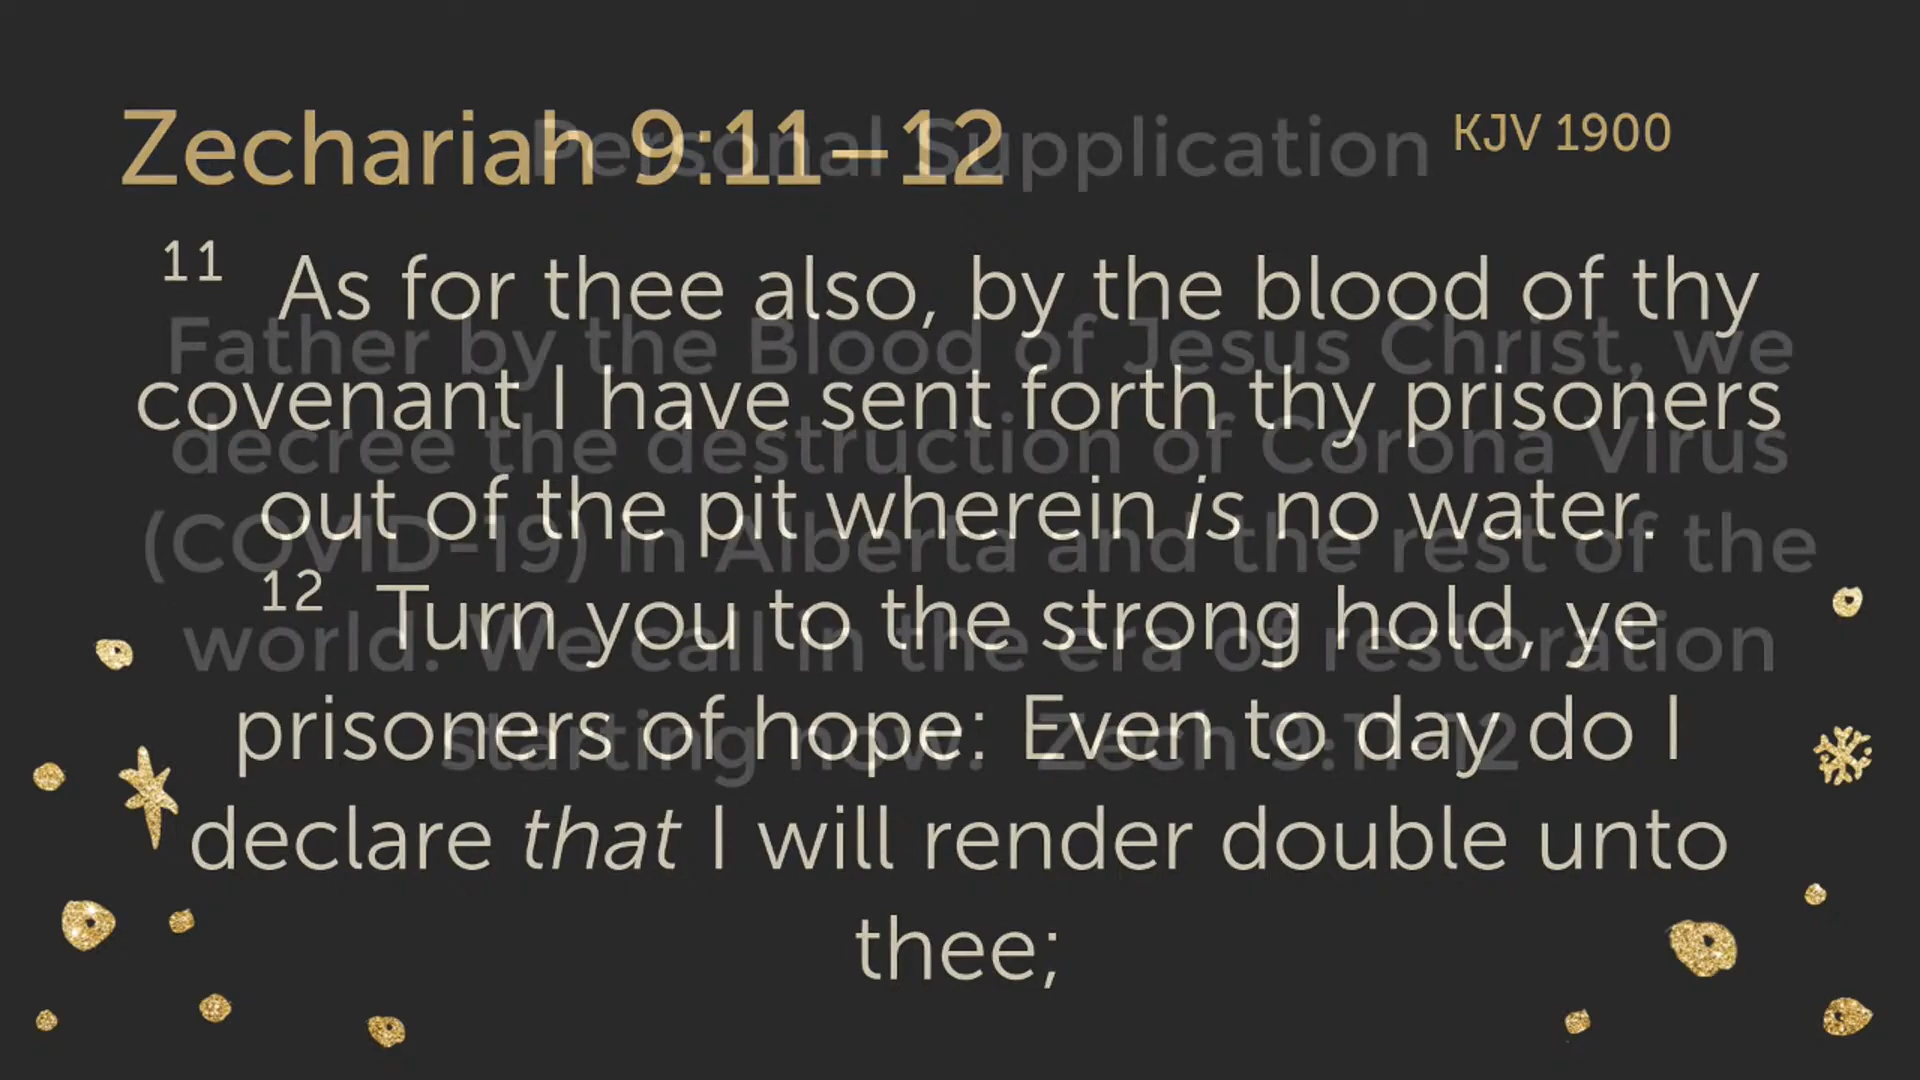 Zechariah 9:11–12 KJV 1900
Personal Supplication
11 As for thee also, by the blood of thy
covenant I have sent forth thy prisoners
out of the pit wherein is no water.
12 Turn you to the strong hold, ye
prisoners of hope: Even to day do I
declare that I will render double unto
thee;
Father by the Blood of Jesus Christ, we
decree the destruction of Corona Virus
(COVID-19) in Alberta and the rest of the
world. We call in the era of restoration
starting now. Zech 9:11-12